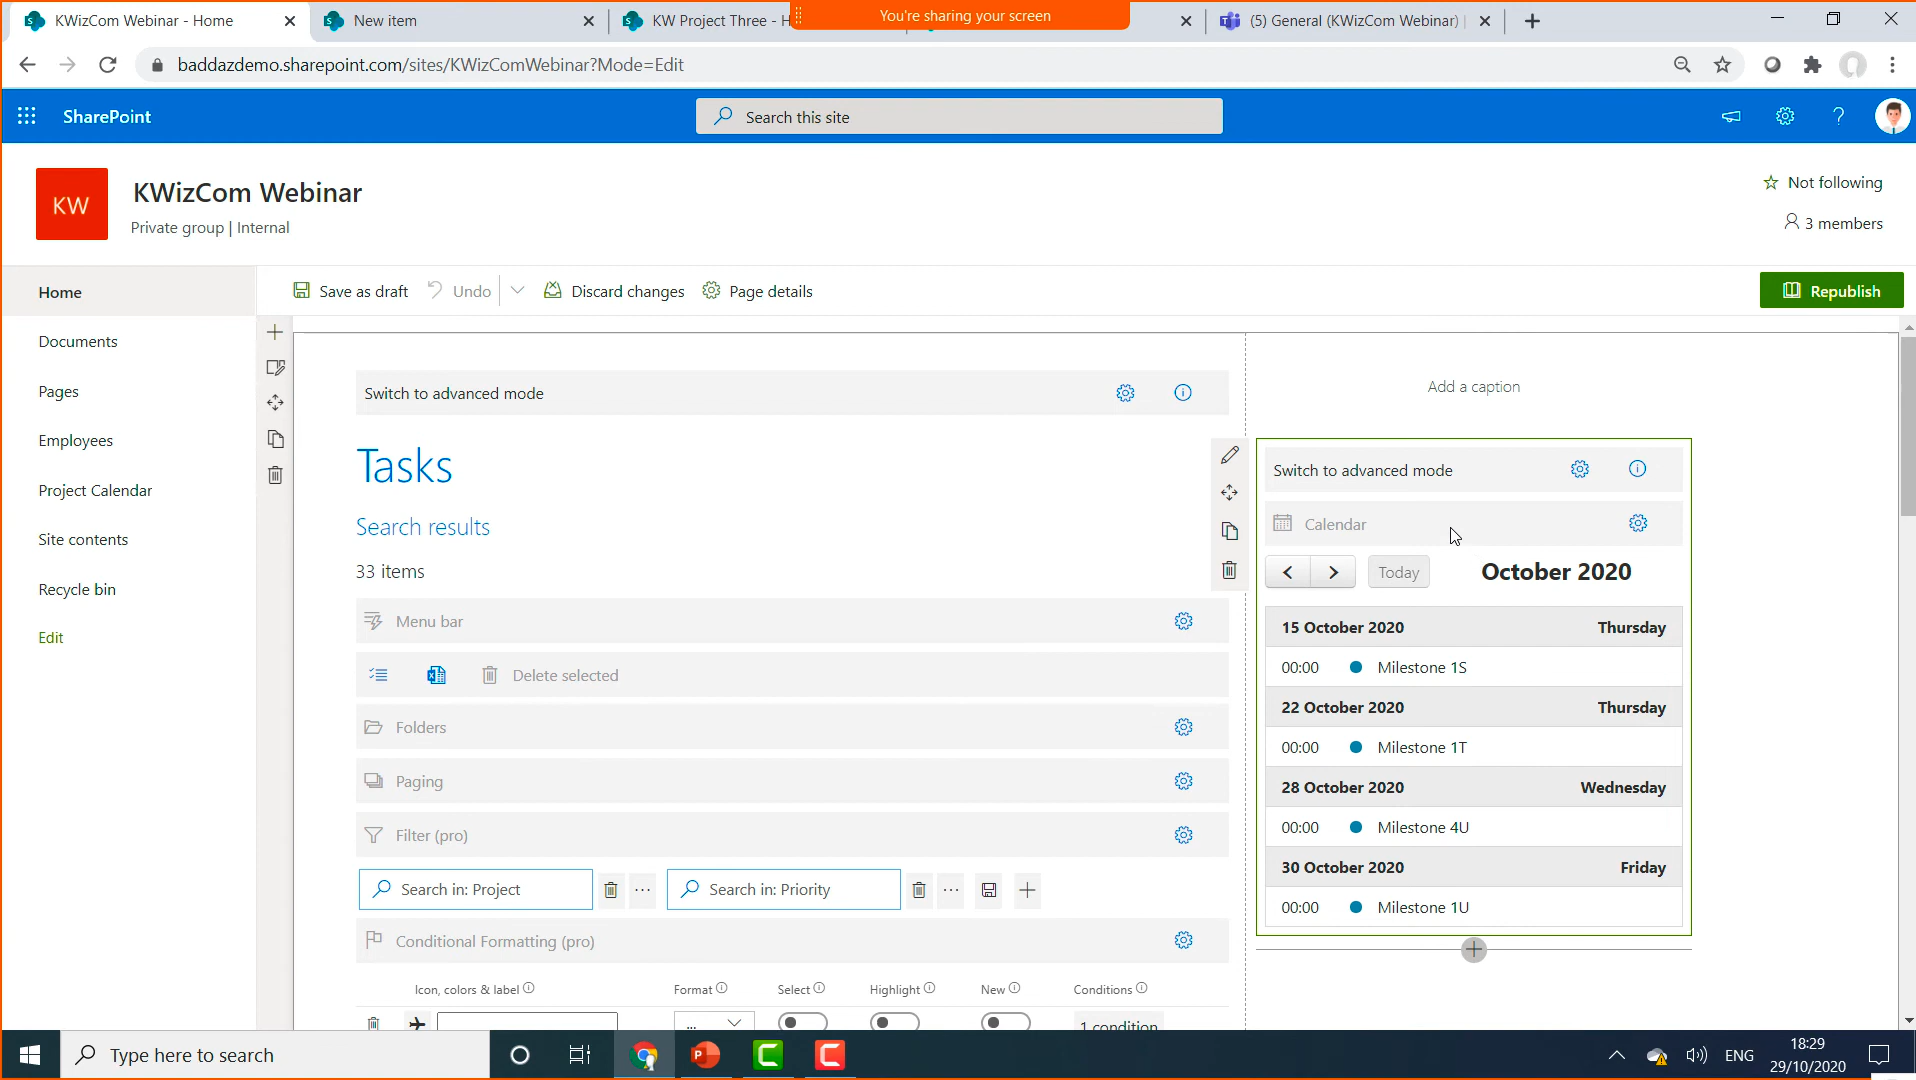 KWizCom Webinar - Home
New item
KW Project Three - H
You're sharing your screen
(5) General (KWizCom Webinar) |
baddazdemo.sharepoint.com/sites/KWizComWebinar?Mode=Edit
SharePoint
Search this site
KW
KWizCom Webinar
Private group | Internal
Not following
3 members
Home
Documents
Pages
Employees
Project Calendar
Site contents
Recycle bin
Edit
Save as draft
Undo
Discard changes
Page details
Republish
Switch to advanced mode
Tasks
Search results
33 items
Menu bar
Delete selected
Folders
Paging
Filter (pro)
Search in: Project
...
Search in: Priority
...
Conditional Formatting (pro)
Icon, colors & label
Format
Select
Highlight
New
Conditions
...
1 condition
Add a caption
Switch to advanced mode
Calendar
Today
October 2020
15 October 2020 Thursday
00:00 Milestone 1S
22 October 2020 Thursday
00:00 Milestone 1T
28 October 2020 Wednesday
00:00 Milestone 4U
30 October 2020 Friday
00:00 Milestone 1U
Type here to search
ENG
18:29
29/10/2020